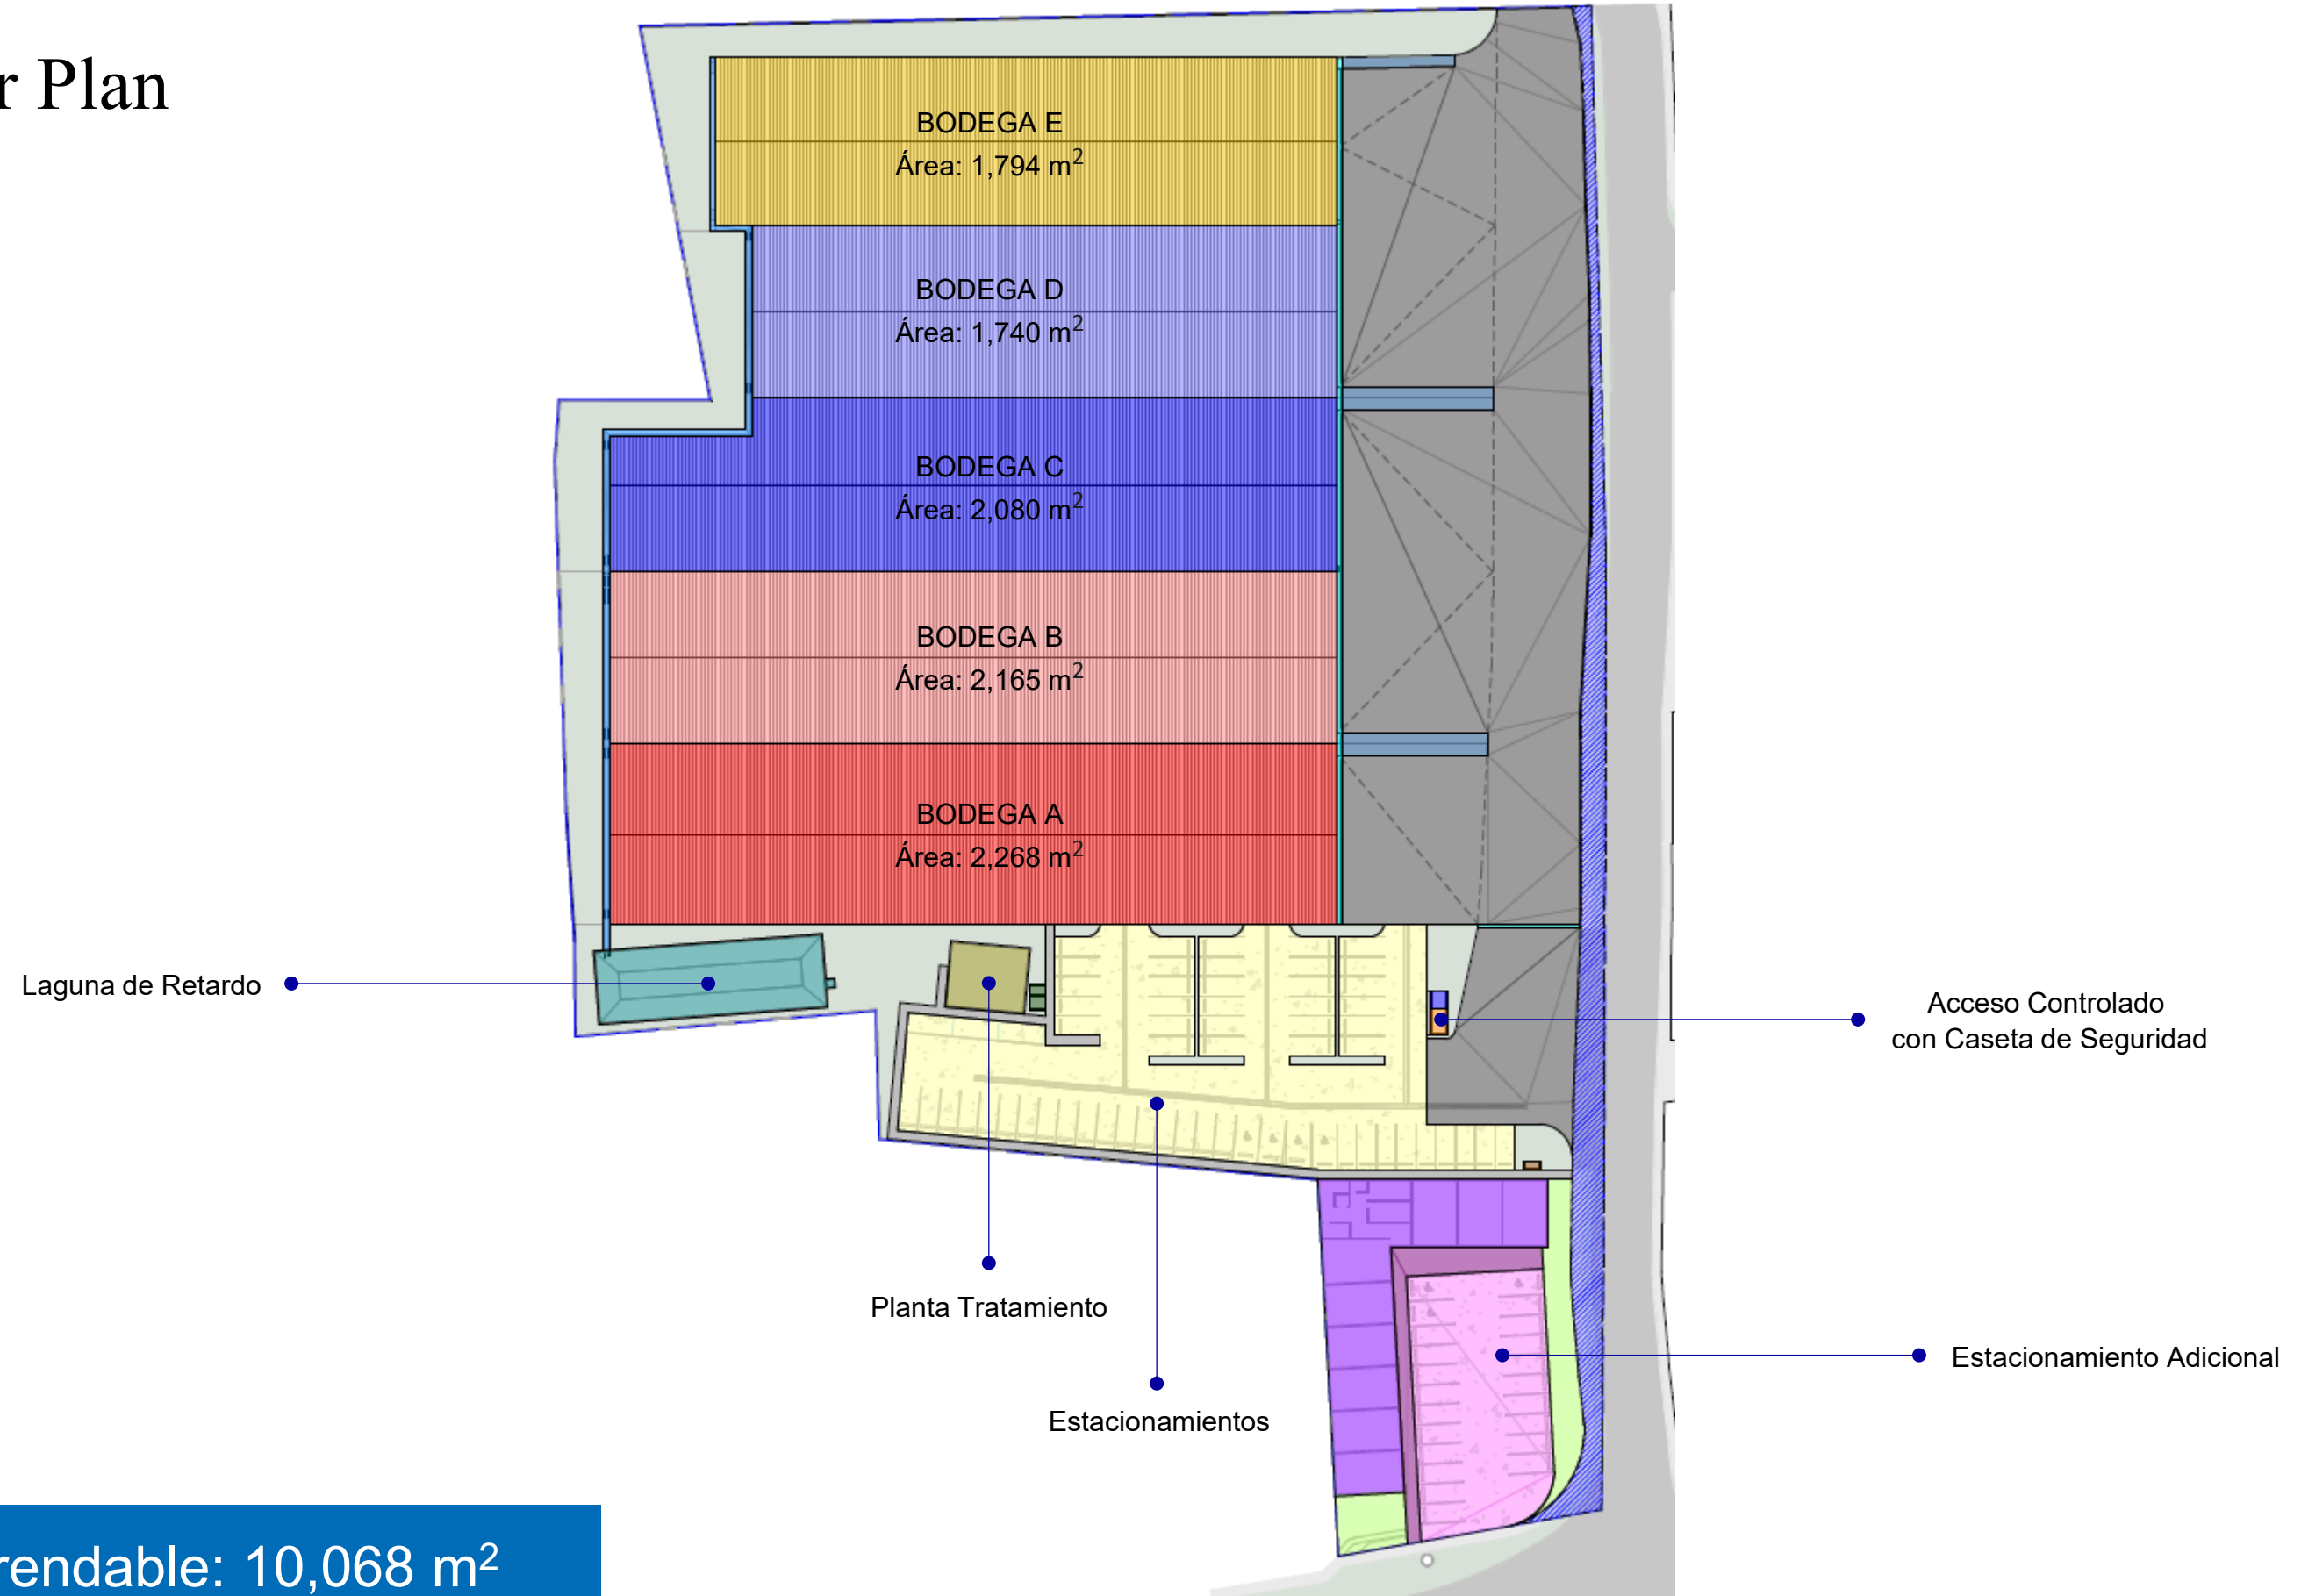 r Plan
BODEGA E
Área: 1,794 m²
BODEGA D
Área: 1,740 m²
BODEGA C
Área: 2,080 m²
BODEGA B
Área: 2,165 m²
BODEGA A
Área: 2,268 m²
Laguna de Retardo
Acceso Controlado
con Caseta de Seguridad
Planta Tratamiento
Estacionamiento Adicional
Estacionamientos
rendable: 10,068 m²